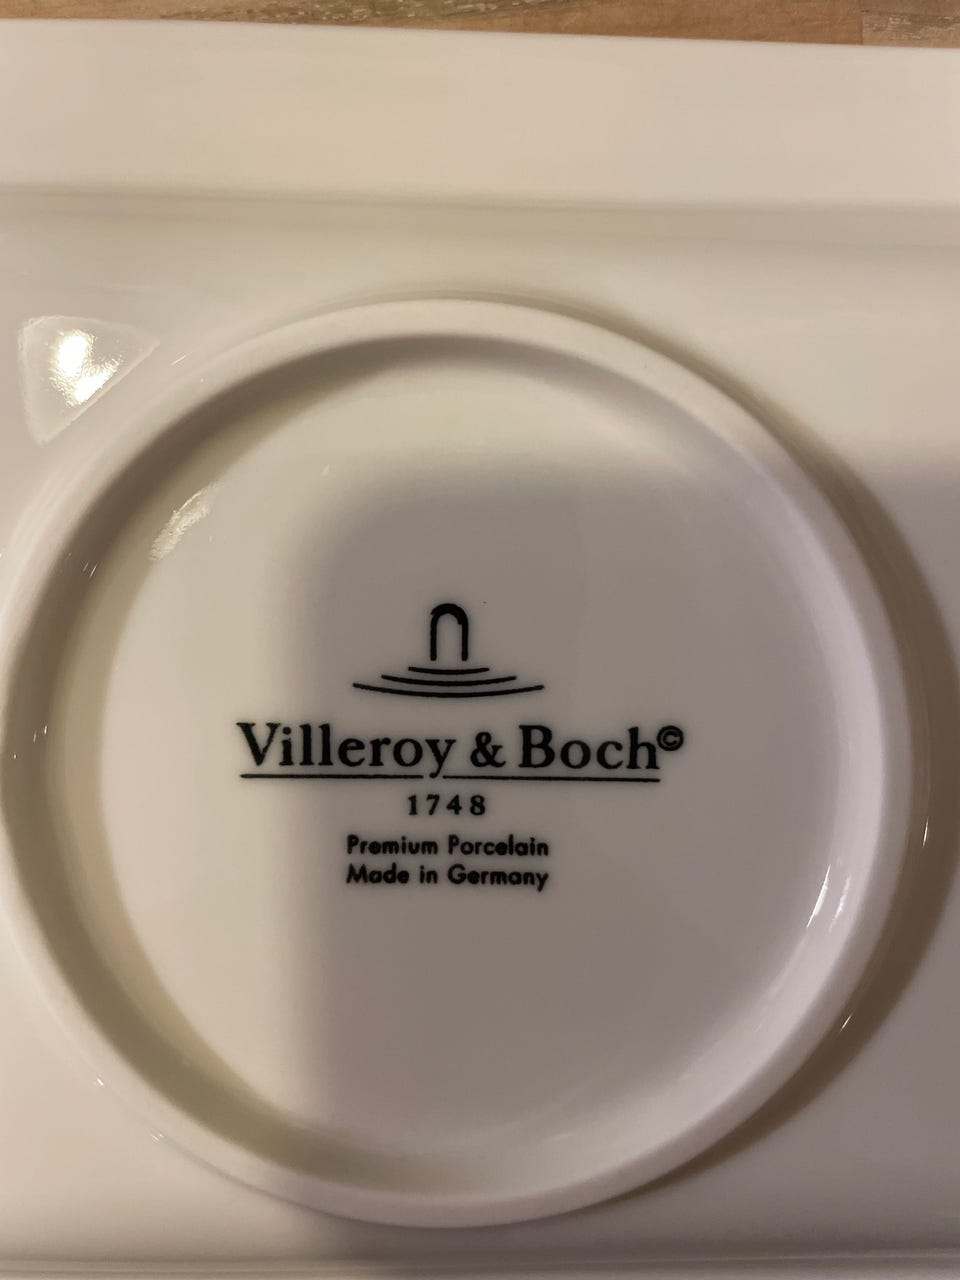 Villeroy & Boch©
1748
Premium Porcelain
Made in Germany